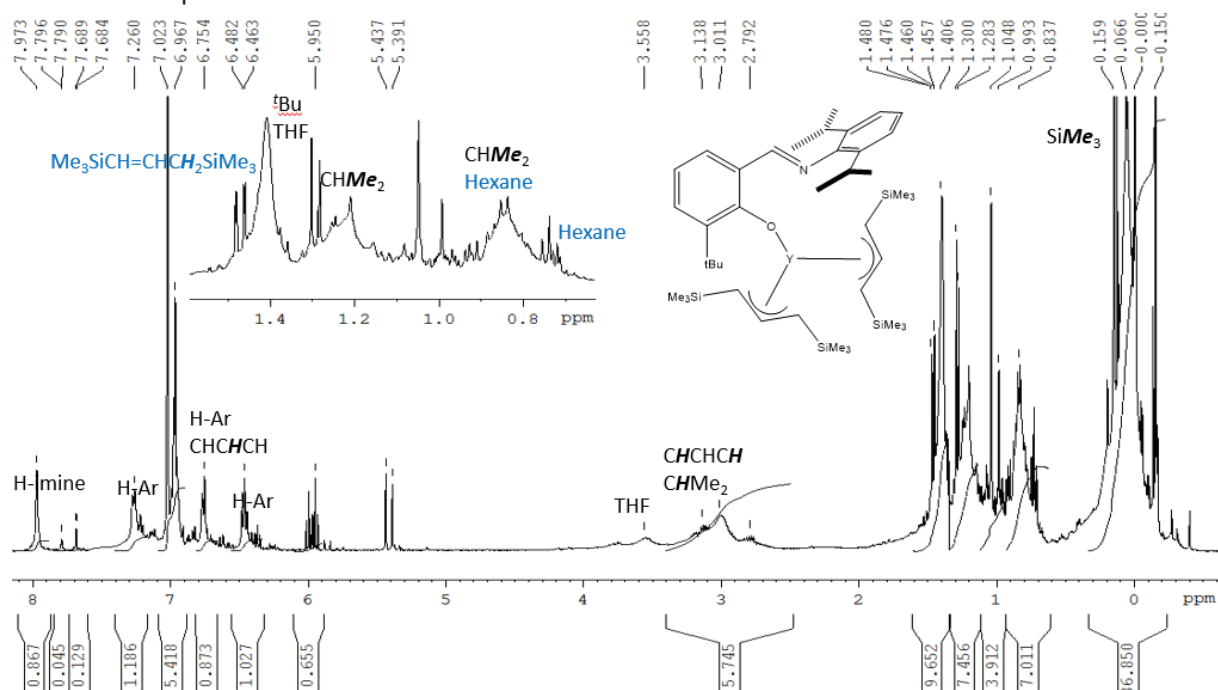 7.973
7.796
7.790
7.689
7.684
7.260
7.023
6.967
6.754
6.482
6.463
5.950
5.437
5.391
3.558
3.138
3.011
2.792
1.480
1.476
1.460
1.457
1.406
1.300
1.283
1.048
0.993
0.837
0.159
0.066
-0.000
-0.150
tBu
THF
Me3SiCH=CHCH2SiMe3
CHMe2
CHMe2
Hexane
Hexane
1.4 1.2 1.0 0.8 ppm
N
O
tBu
Y
SiMe3
SiMe3
Me3Si
SiMe3
SiMe3
H-imine
H-Ar
H-Ar
CHCHCH
H-Ar
THF
CHCHCH
CHMe2
8 7 6 5 4 3 2 1 0 ppm
0.867
0.045
0.129
1.186
5.418
0.873
1.027
0.655
5.745
9.652
7.456
3.912
7.011